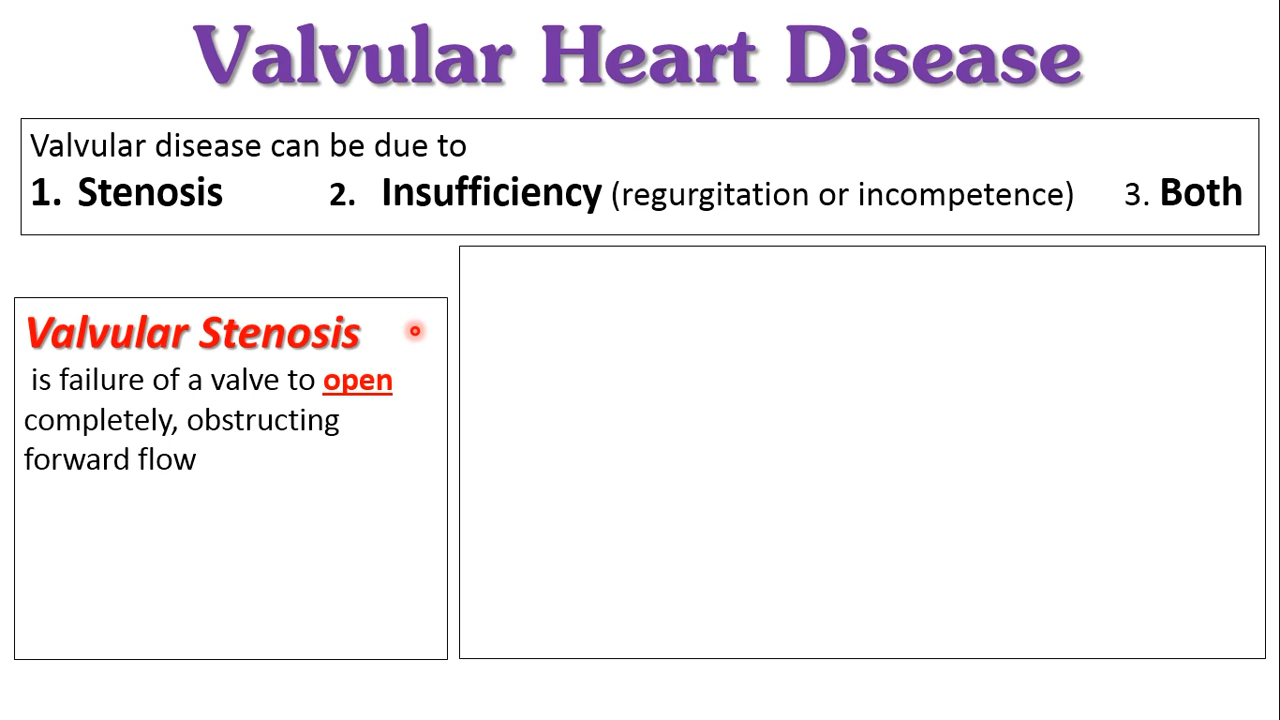 Valvular Heart Disease
Valvular disease can be due to
1. Stenosis 2. Insufficiency (regurgitation or incompetence) 3. Both
Valvular Stenosis
is failure of a valve to open
completely, obstructing
forward flow